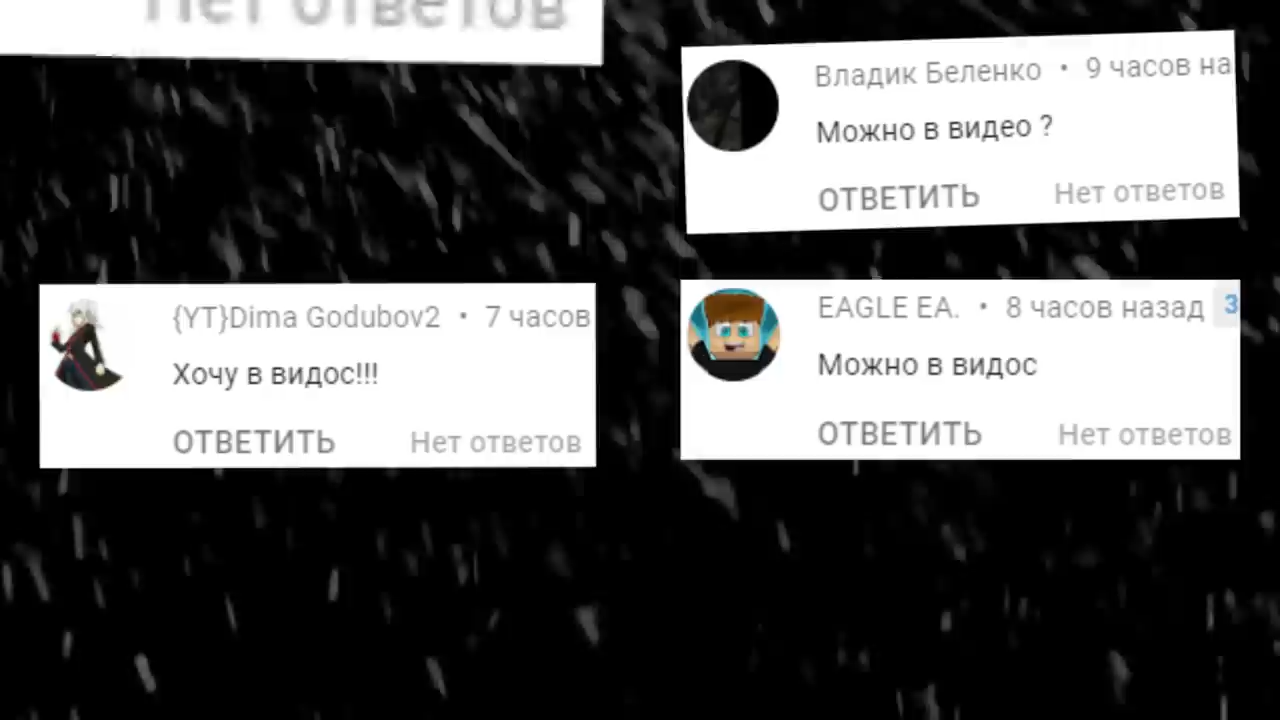 Нет ответов
Владик Беленко • 9 часов на
Можно в видео ?
ОТВЕТИТЬ Нет ответов
{YT}Dima Godubov2 • 7 часов
Хочу в видос!!!
ОТВЕТИТЬ Нет ответов
EAGLE EA. • 8 часов назад 3
Можно в видос
ОТВЕТИТЬ Нет ответов